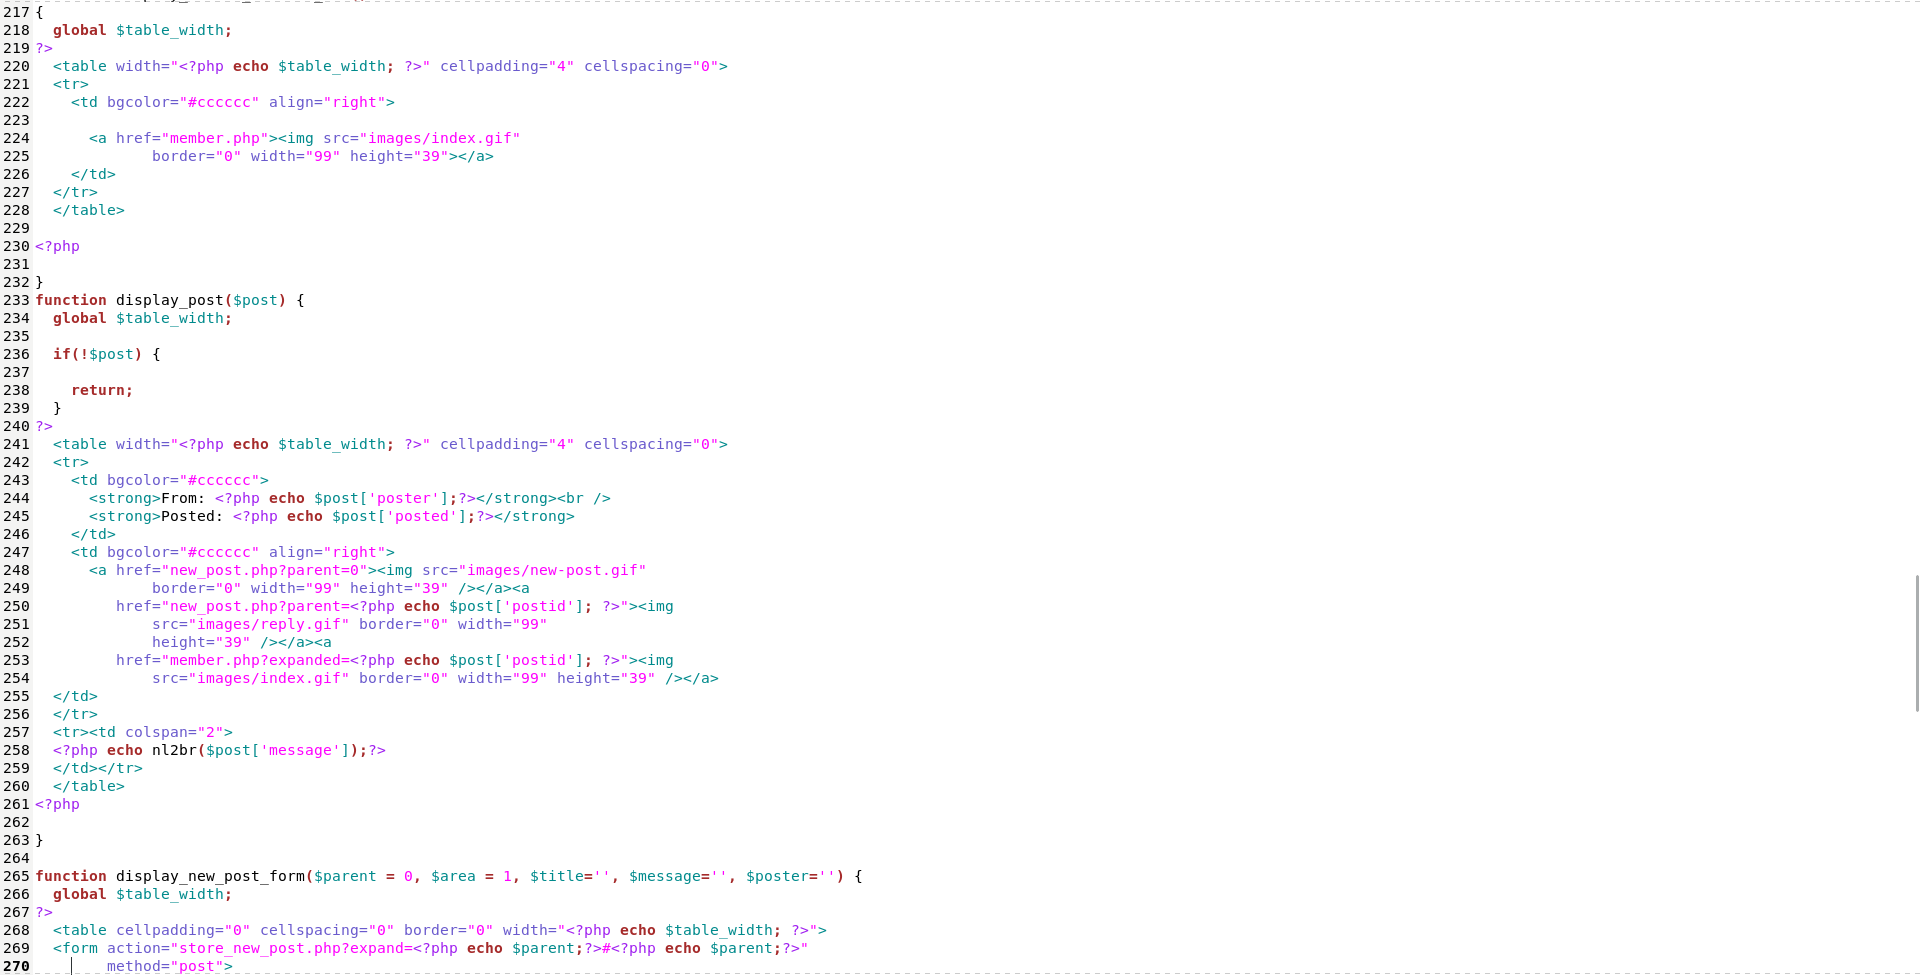 217 {
218   global $table_width;
219 ?>
220   <table width="<?php echo $table_width; ?>" cellpadding="4" cellspacing="0">
221   <tr>
222     <td bgcolor="#cccccc" align="right">
223
224       <a href="member.php"><img src="images/index.gif"
225              border="0" width="99" height="39"></a>
226     </td>
227   </tr>
228   </table>
229
230 <?php
231
232 }
233 function display_post($post) {
234   global $table_width;
235
236   if(!$post) {
237
238     return;
239   }
240 ?>
241   <table width="<?php echo $table_width; ?>" cellpadding="4" cellspacing="0">
242   <tr>
243     <td bgcolor="#cccccc">
244       <strong>From: <?php echo $post['poster'];?></strong><br />
245       <strong>Posted: <?php echo $post['posted'];?></strong>
246     </td>
247     <td bgcolor="#cccccc" align="right">
248       <a href="new_post.php?parent=0"><img src="images/new-post.gif"
249              border="0" width="99" height="39" /></a><a
250          href="new_post.php?parent=<?php echo $post['postid']; ?>"><img
251              src="images/reply.gif" border="0" width="99"
252              height="39" /></a><a
253          href="member.php?expanded=<?php echo $post['postid']; ?>"><img
254              src="images/index.gif" border="0" width="99" height="39" /></a>
255   </td>
256   </tr>
257   <tr><td colspan="2">
258   <?php echo nl2br($post['message']);?>
259   </td></tr>
260   </table>
261 <?php
262
263 }
264
265 function display_new_post_form($parent = 0, $area = 1, $title='', $message='', $poster='') {
266   global $table_width;
267 ?>
268   <table cellpadding="0" cellspacing="0" border="0" width="<?php echo $table_width; ?>">
269   <form action="store_new_post.php?expand=<?php echo $parent;?>#<?php echo $parent;?>"
270         method="post">